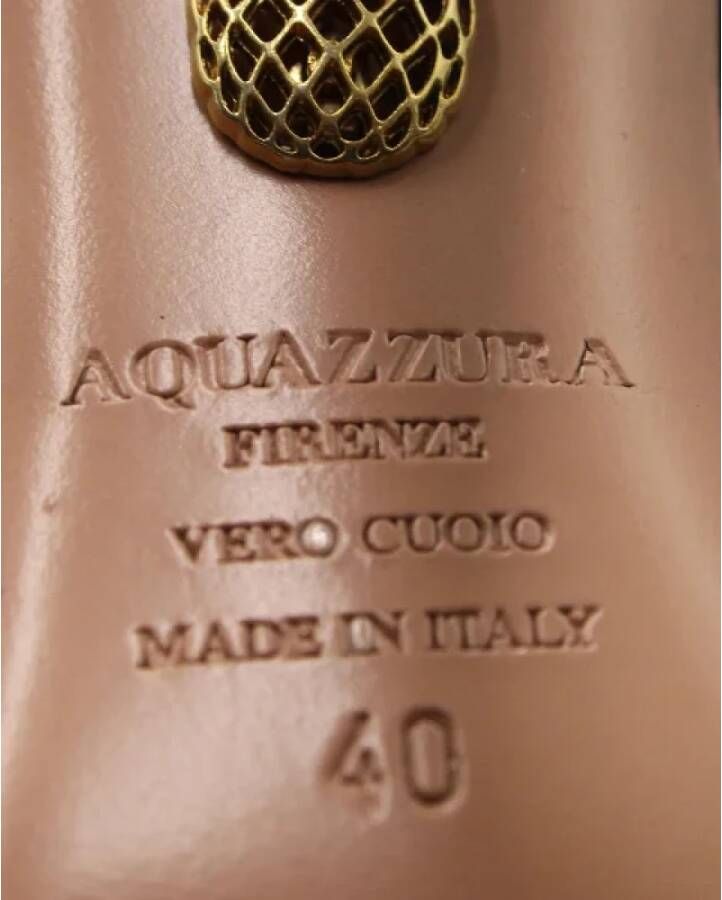 AQUAZZURA
FIRENZE
VERO CUOIO
MADE IN ITALY
40